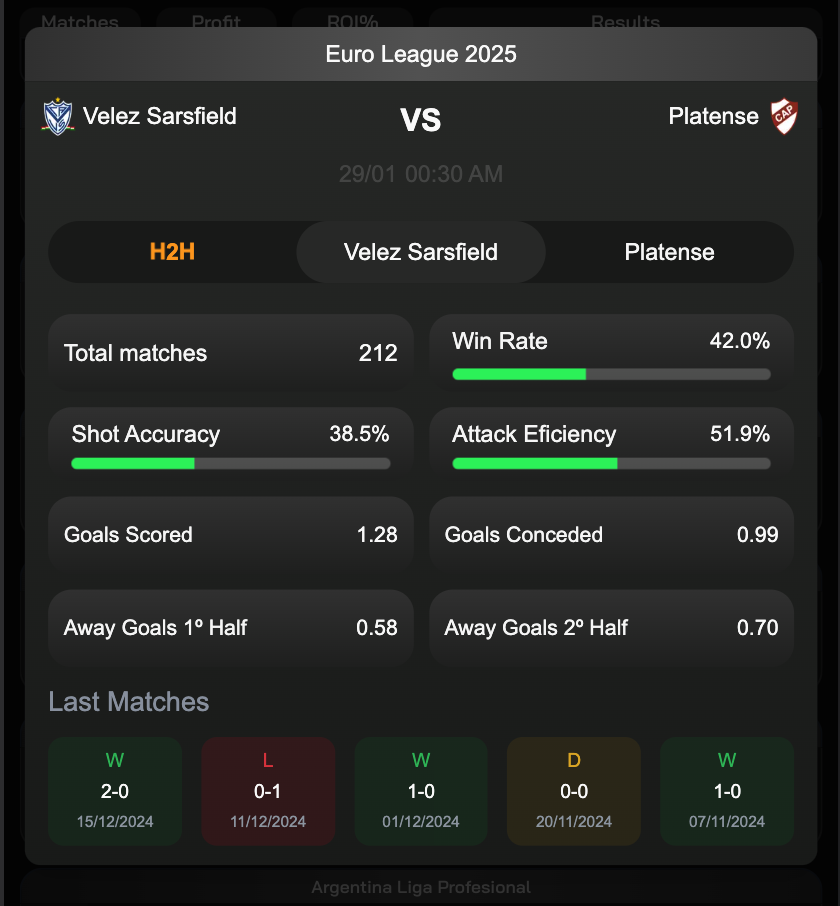 Matches Profit ROI% Results
Euro League 2025
Velez Sarsfield VS Platense CAP
29/01 00:30 AM
H2H Velez Sarsfield Platense
Total matches 212
Win Rate 42.0%
Shot Accuracy 38.5%
Attack Eficiency 51.9%
Goals Scored 1.28
Goals Conceded 0.99
Away Goals 1º Half 0.58
Away Goals 2º Half 0.70
Last Matches
W L W D W
2-0 0-1 1-0 0-0 1-0
15/12/2024 11/12/2024 01/12/2024 20/11/2024 07/11/2024
Argentina Liga Profesional